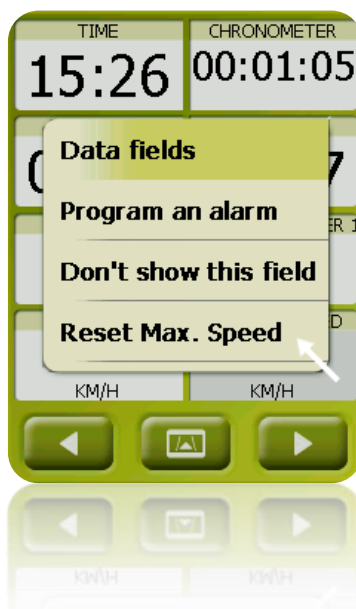 TIME CHRONOMETER
15:26 00:01:05
Data fields
Program an alarm
Don't show this field
Reset Max. Speed
KM/H KM/H